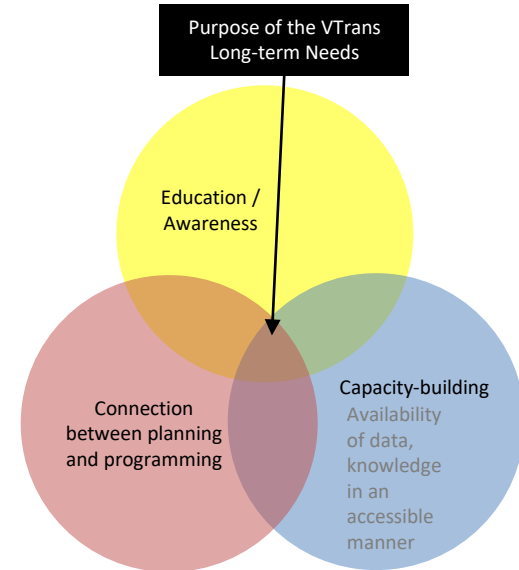 Purpose of the VTrans
Long-term Needs
Education /
Awareness
Connection
between planning
and programming
Capacity-building
Availability
of data,
knowledge
in an
accessible
manner